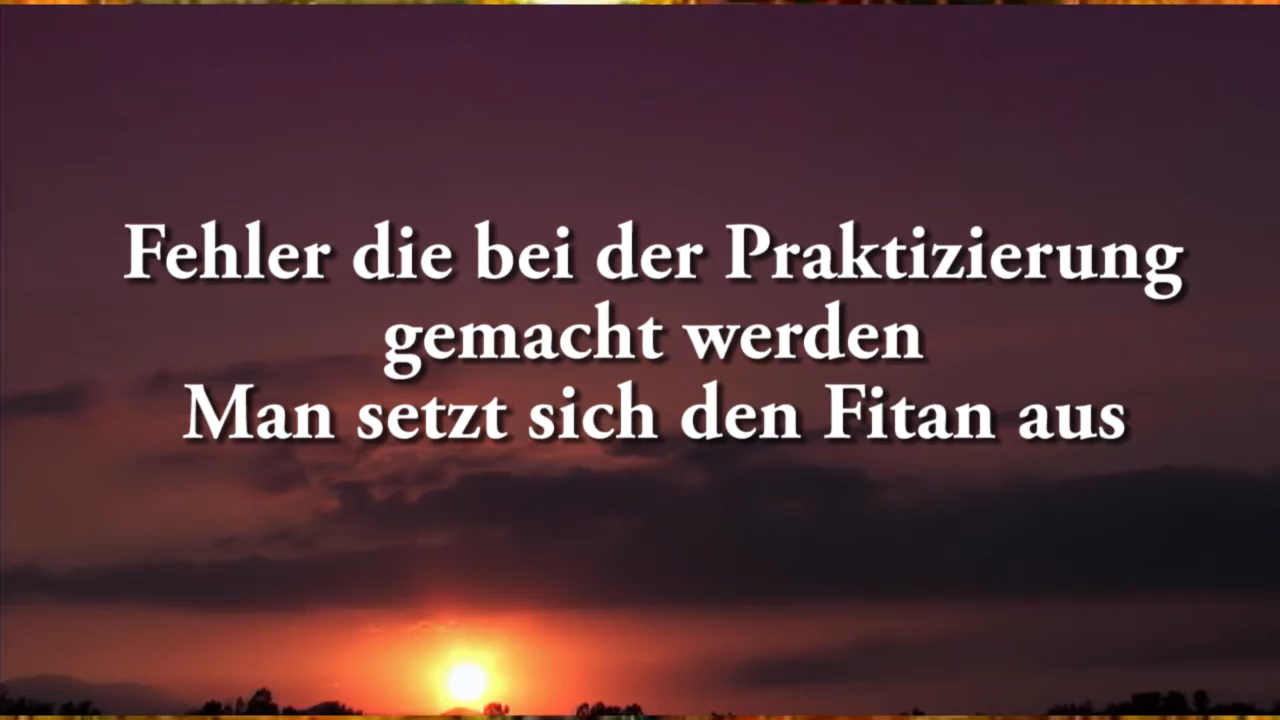 Fehler die bei der Praktizierung
gemacht werden
Man setzt sich den Fitan aus